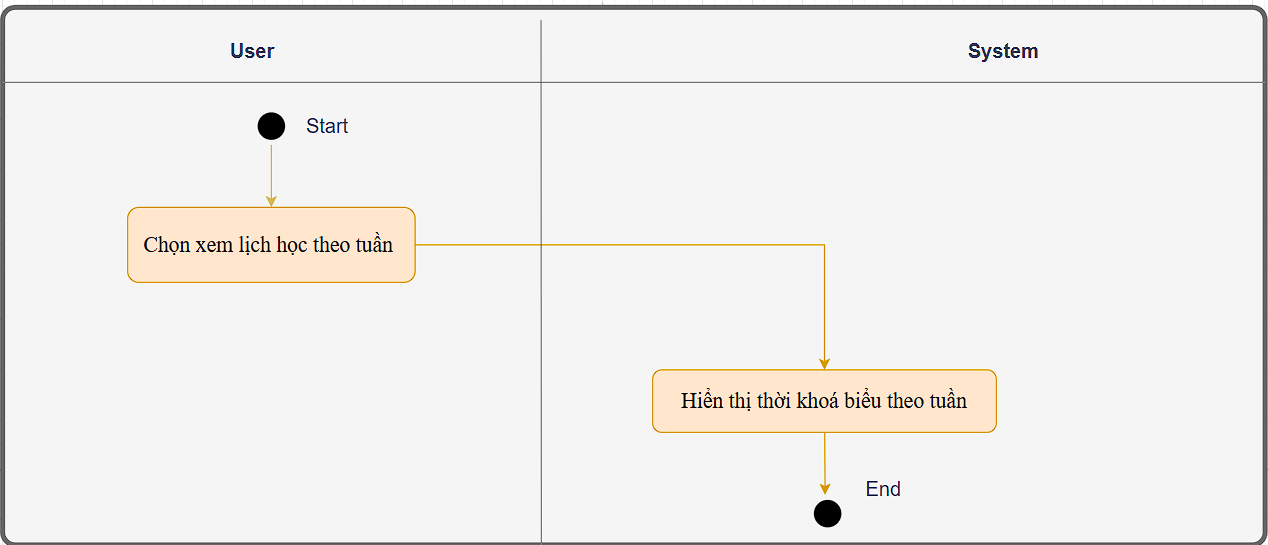 User
System
Start
Chọn xem lịch học theo tuần
Hiển thị thời khoá biểu theo tuần
End